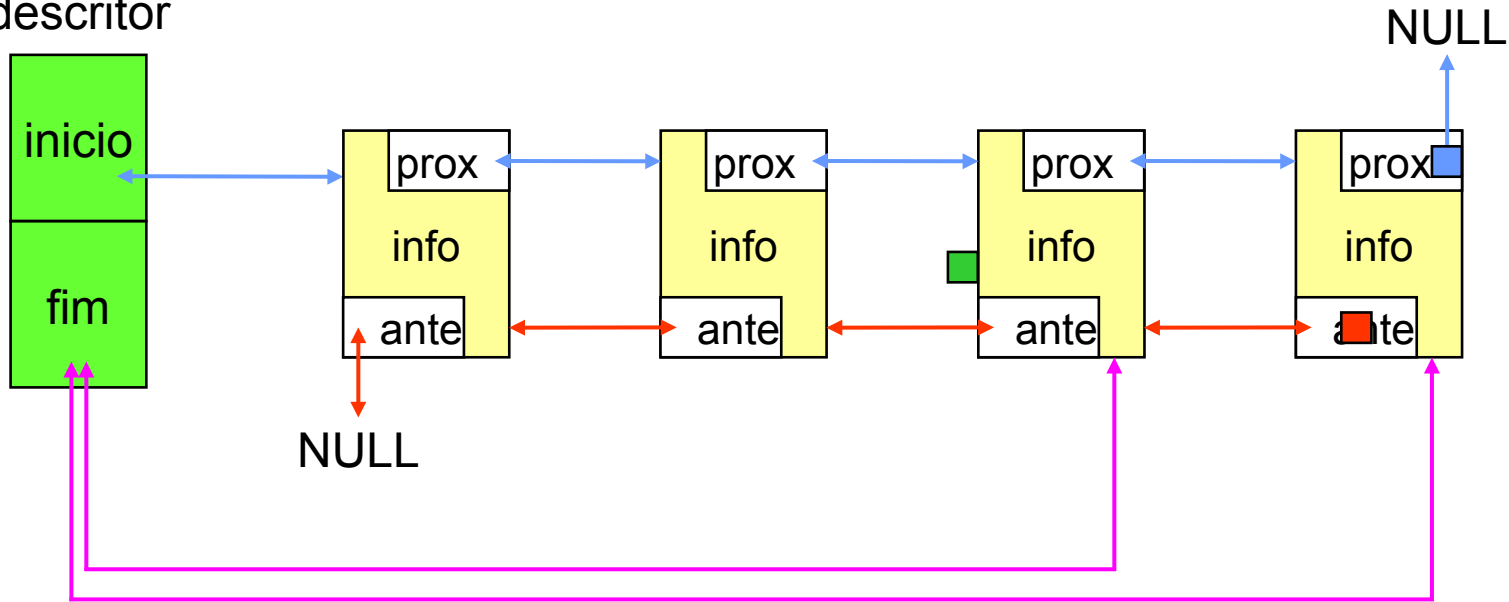 descritor
NULL
inicio
prox
prox
prox
prox
info
info
info
info
fim
ante
ante
ante
ante
NULL